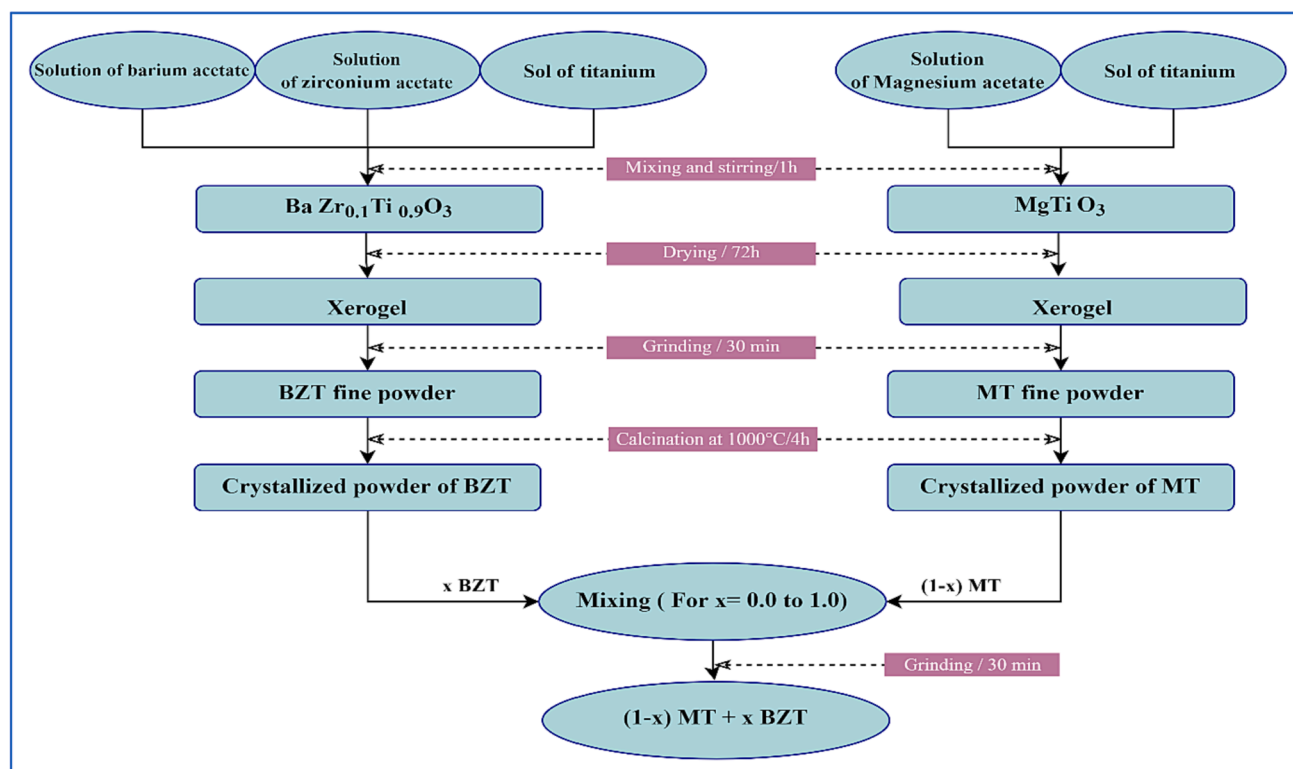 Solution of barium acetate
Solution
of zirconium acetate
Sol of titanium
Solution
of Magnesium acetate
Sol of titanium
Mixing and stirring/1h
Ba Zr0.1Ti 0.9O3
MgTi O3
Drying / 72h
Xerogel
Xerogel
Grinding / 30 min
BZT fine powder
MT fine powder
Calcination at 1000°C/4h
Crystallized powder of BZT
Crystallized powder of MT
x BZT
(1-x) MT
Mixing ( For x= 0.0 to 1.0)
Grinding / 30 min
(1-x) MT + x BZT